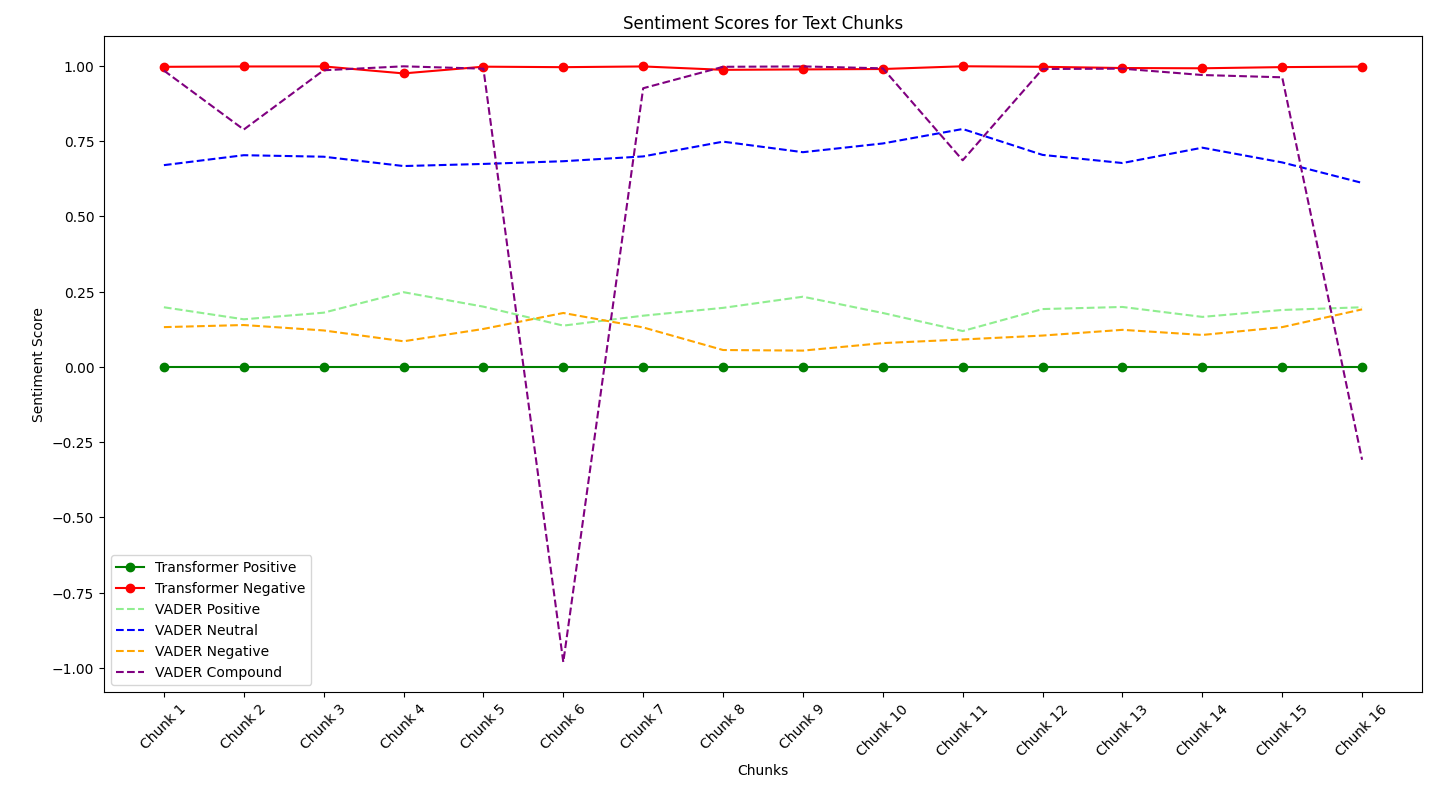 Sentiment Scores for Text Chunks
Sentiment Score
1.00
0.75
0.50
0.25
0.00
−0.25
−0.50
−0.75
−1.00
Transformer Positive
Transformer Negative
VADER Positive
VADER Neutral
VADER Negative
VADER Compound
Chunk 1
Chunk 2
Chunk 3
Chunk 4
Chunk 5
Chunk 6
Chunk 7
Chunk 8
Chunk 9
Chunk 10
Chunk 11
Chunk 12
Chunk 13
Chunk 14
Chunk 15
Chunk 16
Chunks